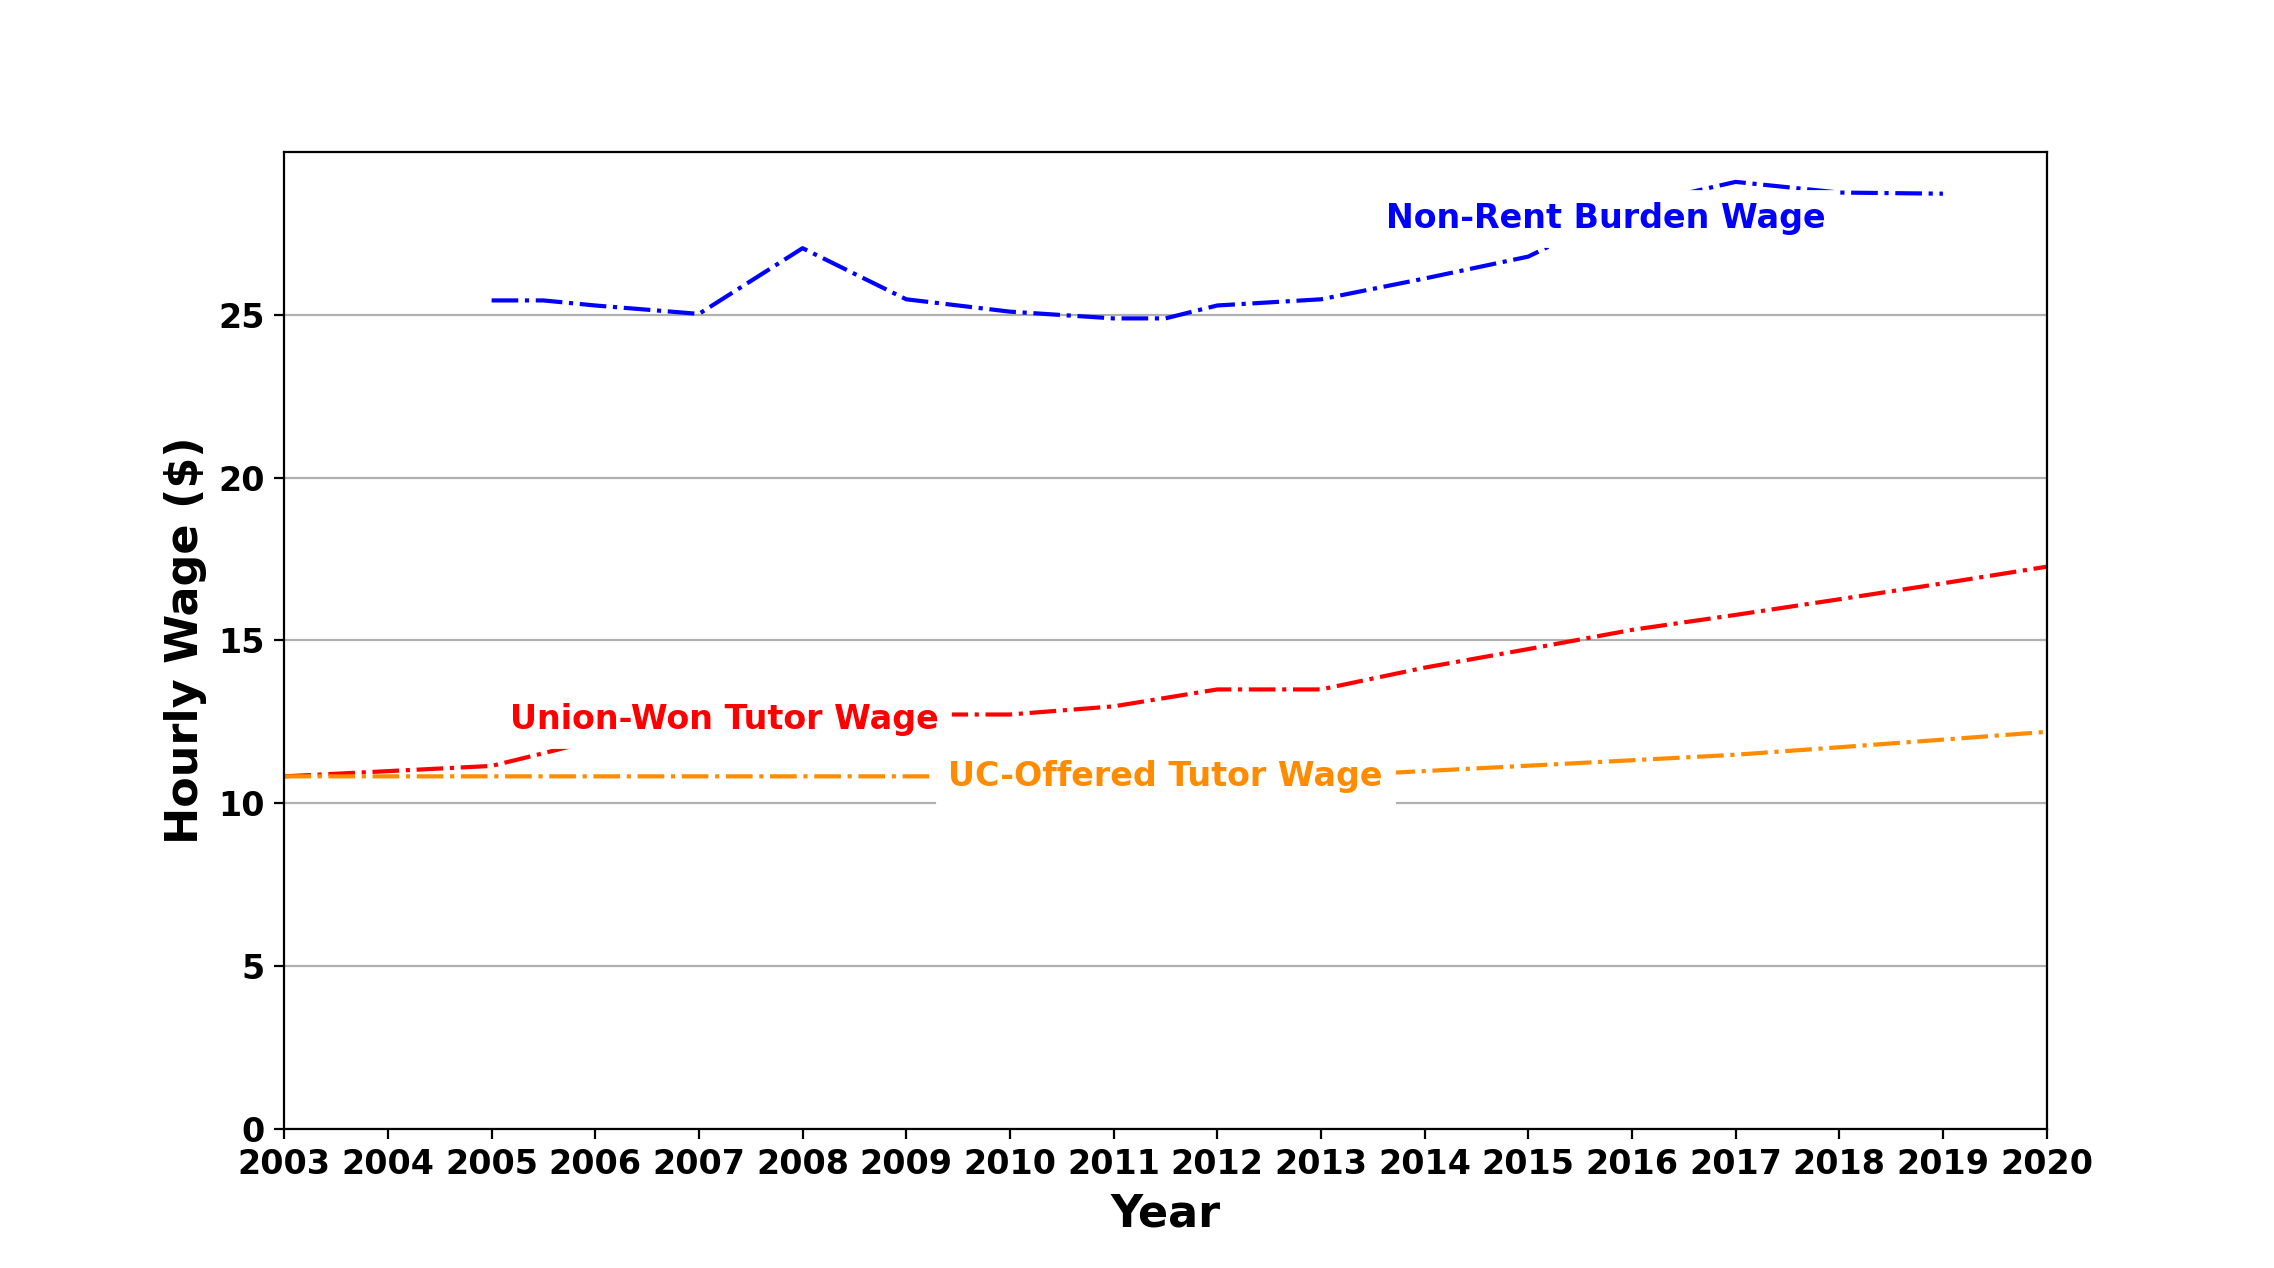 Non-Rent Burden Wage
Union-Won Tutor Wage
UC-Offered Tutor Wage
Hourly Wage ($)
25
20
15
10
5
0
2003 2004 2005 2006 2007 2008 2009 2010 2011 2012 2013 2014 2015 2016 2017 2018 2019 2020
Year